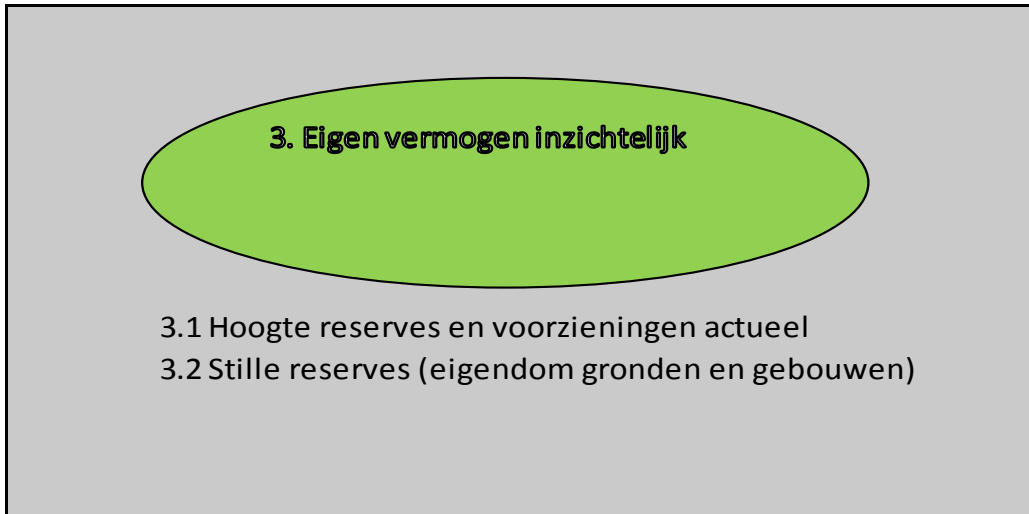 3. Eigen vermogen inzichtelijk
3.1 Hoogte reserves en voorzieningen actueel
3.2 Stille reserves (eigendom gronden en gebouwen)